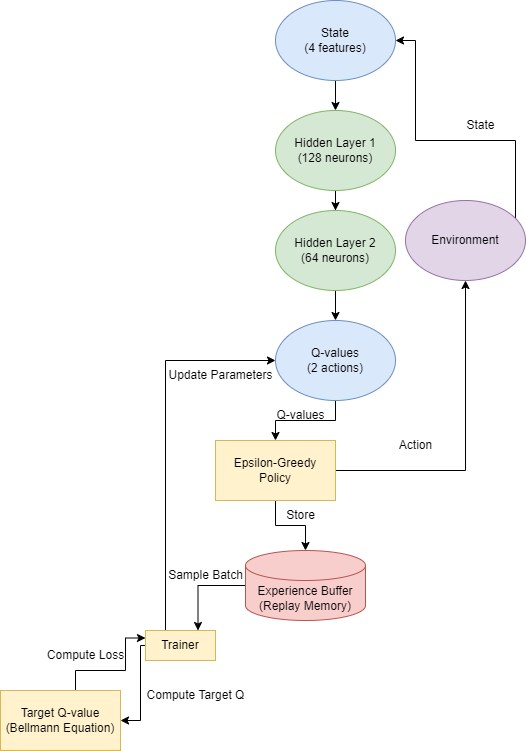 State
(4 features)
State
Hidden Layer 1
(128 neurons)
Hidden Layer 2
(64 neurons)
Environment
Q-values
(2 actions)
Update Parameters
Q-values
Action
Epsilon-Greedy
Policy
Store
Sample Batch
Experience Buffer
(Replay Memory)
Trainer
Compute Loss
Compute Target Q
Target Q-value
(Bellmann Equation)